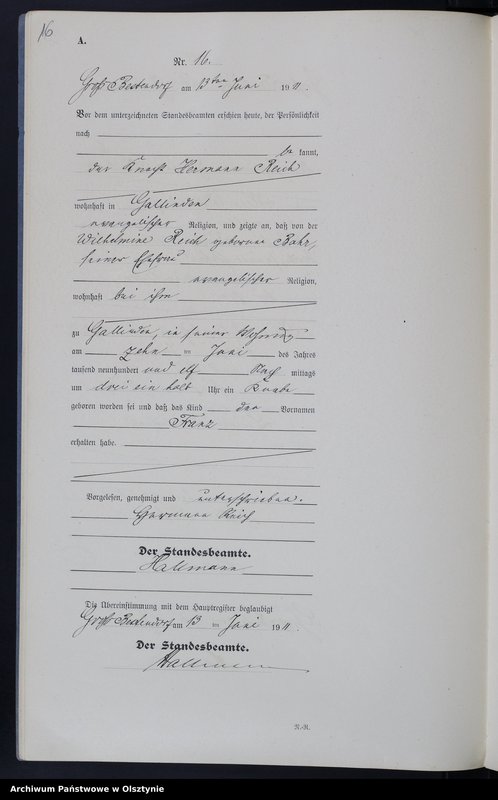 16
A.
Nr. 16.
Groß Bestendorf am 13ten Juni 1911.
Vor dem unterzeichneten Standesbeamten erschien heute, der Persönlichkeit
nach
be kannt,
der Knecht Hermann Reich
wohnhaft in Gallinden
evangelischer Religion, und zeigte an, daß von der
Wilhelmine Reich geborene Bahr,
seiner Ehefrau
evangelischer Religion,
wohnhaft bei ihm
zu Gallinden, in seiner Wohnung
am zehn ten Juni des Jahres
tausend neunhundert und elf Nach mittags
um drei ein halb Uhr ein Knabe
geboren worden sei und daß das Kind den Vornamen
Franz
erhalten habe.
Vorgelesen, genehmigt und unterschrieben.
Hermann Reich
Der Standesbeamte.
Hallmann
Die Übereinstimmung mit dem Hauptregister beglaubigt
Groß Bestendorf am 13 ten Juni 1911.
Der Standesbeamte.
Hallmann
R.-R.
Archiwum Państwowe w Olsztynie